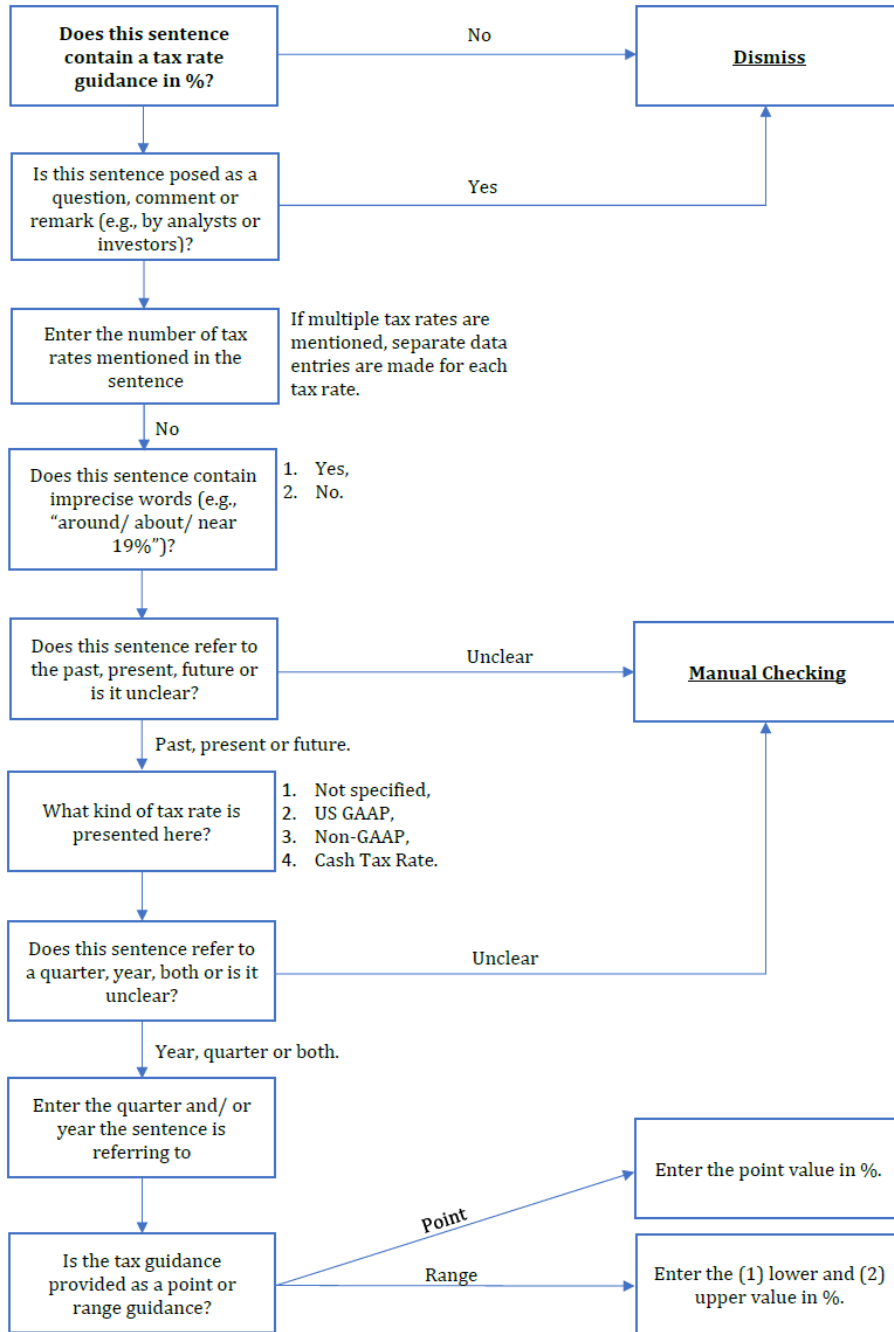 Does this sentence
contain a tax rate
guidance in %?
No
Dismiss
Is this sentence posed as a
question, comment or
remark (e.g., by analysts or
investors)?
Yes
Enter the number of tax
rates mentioned in the
sentence
If multiple tax rates are
mentioned, separate data
entries are made for each
tax rate.
No
Does this sentence contain
imprecise words (e.g.,
“around/ about/ near
19%”)?
1. Yes,
2. No.
Does this sentence refer to
the past, present, future or
is it unclear?
Unclear
Manual Checking
Past, present or future.
What kind of tax rate is
presented here?
1. Not specified,
2. US GAAP,
3. Non-GAAP,
4. Cash Tax Rate.
Does this sentence refer to
a quarter, year, both or is it
unclear?
Unclear
Year, quarter or both.
Enter the quarter and/ or
year the sentence is
referring to
Enter the point value in %.
Point
Is the tax guidance
provided as a point or
range guidance?
Range
Enter the (1) lower and (2)
upper value in %.